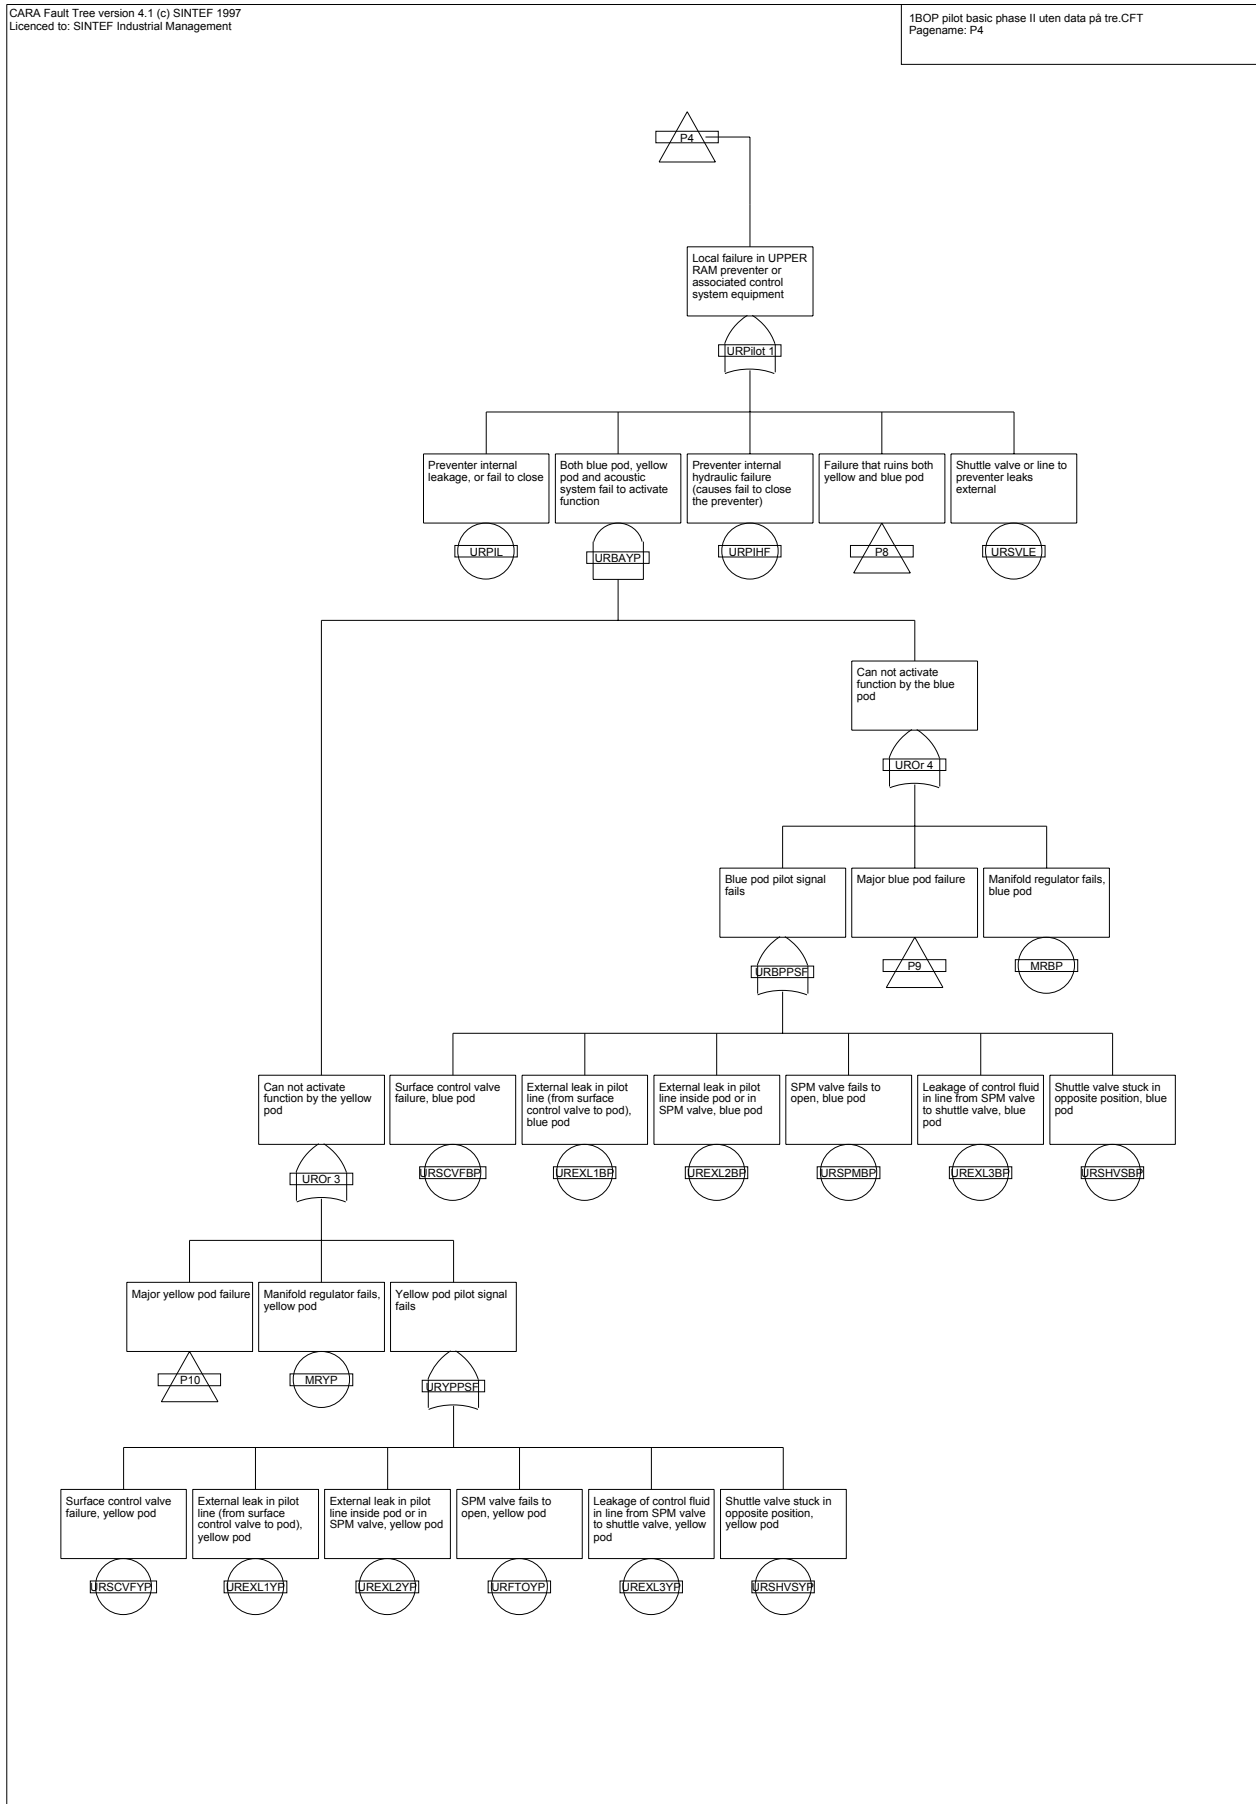 CARA Fault Tree version 4.1 (c) SINTEF 1997
Licenced to: SINTEF Industrial Management
1BOP pilot basic phase II uten data på tre.CFT
Pagename: P4
P4
Local failure in UPPER
RAM preventer or
associated control
system equipment
URPilot 1
Preventer internal
leakage, or fail to close
URPIL
Both blue pod, yellow
pod and acoustic
system fail to activate
function
URBAYP
Preventer internal
hydraulic failure
(causes fail to close
the preventer)
URPIHF
Failure that ruins both
yellow and blue pod
P8
Shuttle valve or line to
preventer leaks
external
URSVLE
Can not activate
function by the blue
pod
UROr 4
Blue pod pilot signal
fails
URBPPSF
Major blue pod failure
P9
Manifold regulator fails,
blue pod
MRBP
Can not activate
function by the yellow
pod
UROr 3
Surface control valve
failure, blue pod
URSCVFBP
External leak in pilot
line (from surface
control valve to pod),
blue pod
UREXL1BP
External leak in pilot
line inside pod or in
SPM valve, blue pod
UREXL2BP
SPM valve fails to
open, blue pod
URSPMBP
Leakage of control fluid
in line from SPM valve
to shuttle valve, blue
pod
UREXL3BP
Shuttle valve stuck in
opposite position, blue
pod
URSHVSBP
Major yellow pod failure
P10
Manifold regulator fails,
yellow pod
MRYP
Yellow pod pilot signal
fails
URYPPSF
Surface control valve
failure, yellow pod
URSCVFYP
External leak in pilot
line (from surface
control valve to pod),
yellow pod
UREXL1YP
External leak in pilot
line inside pod or in
SPM valve, yellow pod
UREXL2YP
SPM valve fails to
open, yellow pod
URFTOYP
Leakage of control fluid
in line from SPM valve
to shuttle valve, yellow
pod
UREXL3YP
Shuttle valve stuck in
opposite position,
yellow pod
URSHVSYP